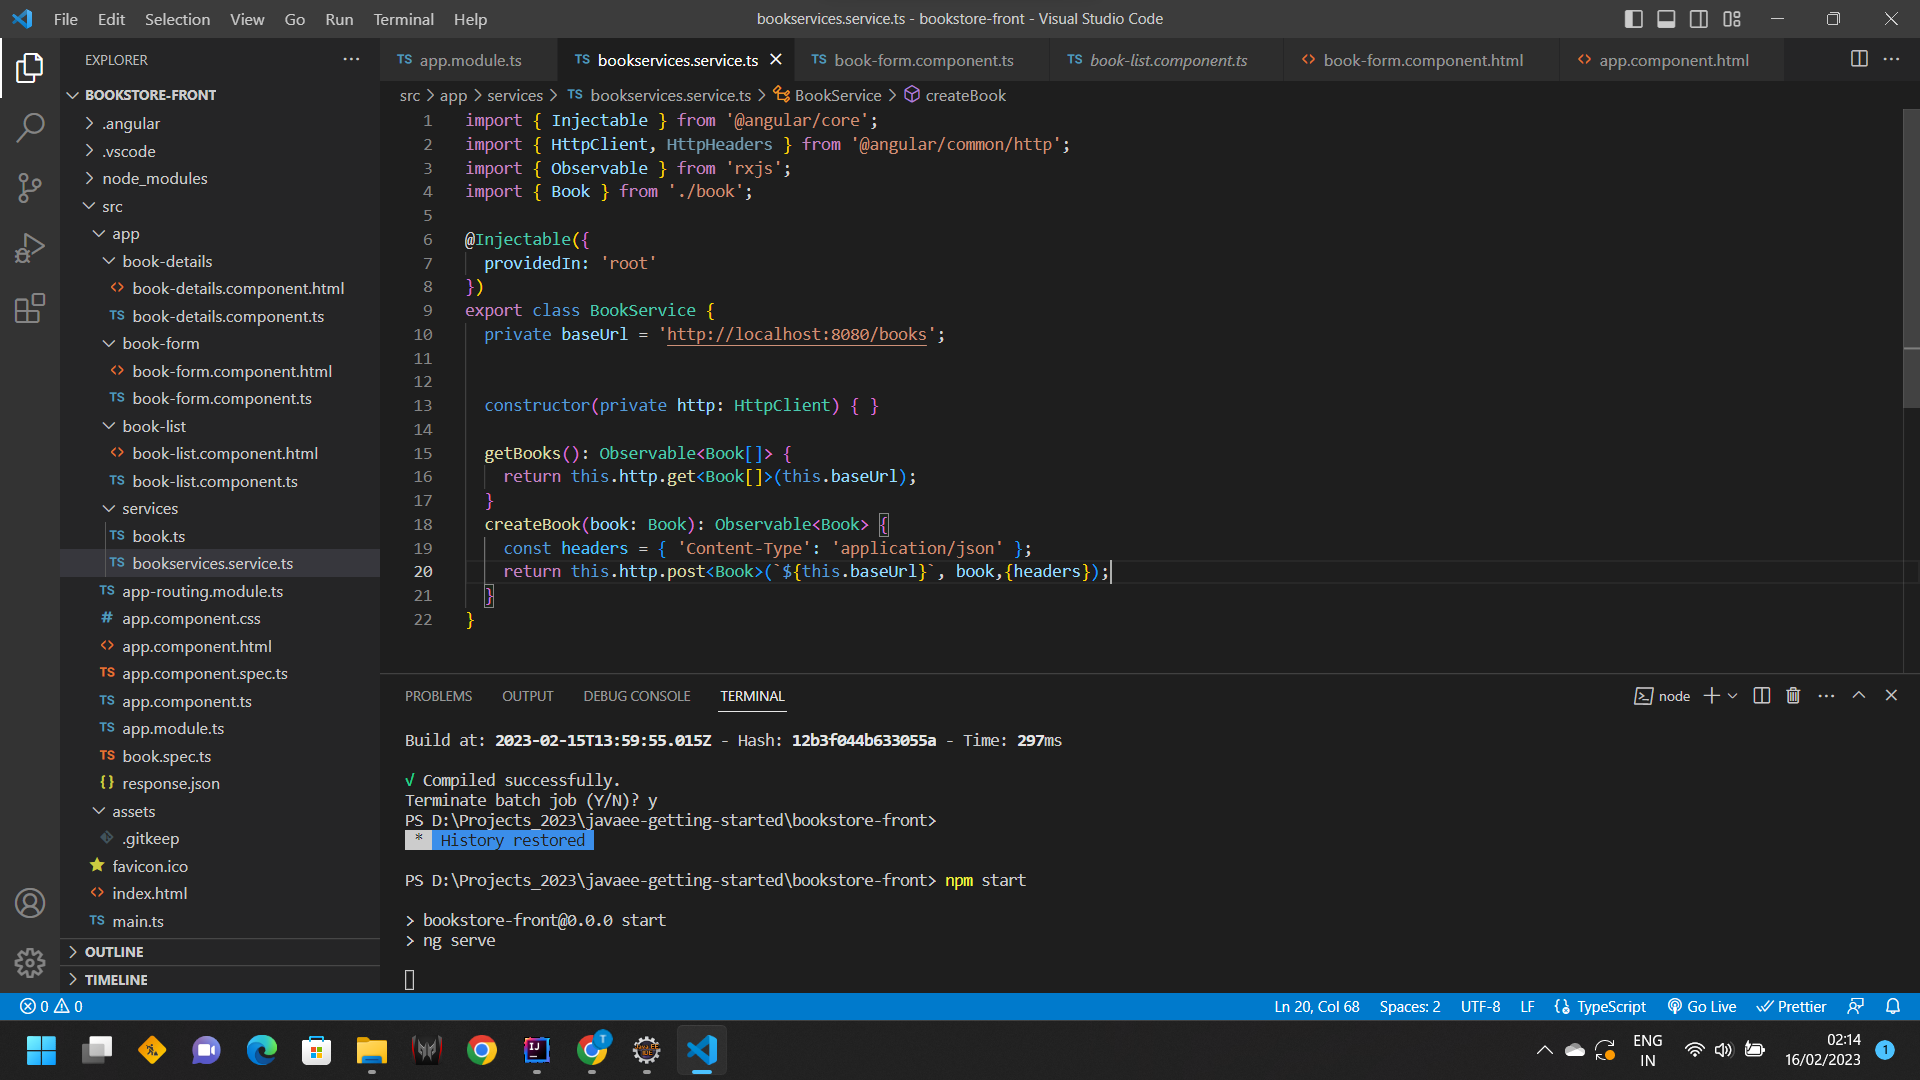 File Edit Selection View Go Run Terminal Help
bookservices.service.ts - bookstore-front - Visual Studio Code
EXPLORER
BOOKSTORE-FRONT
.angular
.vscode
node_modules
src
app
book-details
book-details.component.html
TS book-details.component.ts
book-form
book-form.component.html
TS book-form.component.ts
book-list
book-list.component.html
TS book-list.component.ts
services
TS book.ts
TS bookservices.service.ts
TS app-routing.module.ts
# app.component.css
app.component.html
TS app.component.spec.ts
TS app.component.ts
TS app.module.ts
TS book.spec.ts
{} response.json
assets
.gitkeep
favicon.ico
index.html
TS main.ts
OUTLINE
TIMELINE
TS app.module.ts
TS bookservices.service.ts
TS book-form.component.ts
TS book-list.component.ts
book-form.component.html
app.component.html
src > app > services > TS bookservices.service.ts > BookService > createBook
1 import { Injectable } from '@angular/core';
2 import { HttpClient, HttpHeaders } from '@angular/common/http';
3 import { Observable } from 'rxjs';
4 import { Book } from './book';
5
6 @Injectable({
7 providedIn: 'root'
8 })
9 export class BookService {
10 private baseUrl = 'http://localhost:8080/books';
11
12
13 constructor(private http: HttpClient) { }
14
15 getBooks(): Observable<Book[]> {
16 return this.http.get<Book[]>(this.baseUrl);
17 }
18 createBook(book: Book): Observable<Book> {
19 const headers = { 'Content-Type': 'application/json' };
20 return this.http.post<Book>(`${this.baseUrl}`, book,{headers});
21 }
22 }
PROBLEMS OUTPUT DEBUG CONSOLE TERMINAL
node
Build at: 2023-02-15T13:59:55.015Z - Hash: 12b3f044b633055a - Time: 297ms
√ Compiled successfully.
Terminate batch job (Y/N)? y
PS D:\Projects_2023\javaee-getting-started\bookstore-front>
* History restored
PS D:\Projects_2023\javaee-getting-started\bookstore-front> npm start
> bookstore-front@0.0.0 start
> ng serve
0 0
Ln 20, Col 68 Spaces: 2 UTF-8 LF {} TypeScript Go Live Prettier
ENG
IN
02:14
16/02/2023
1